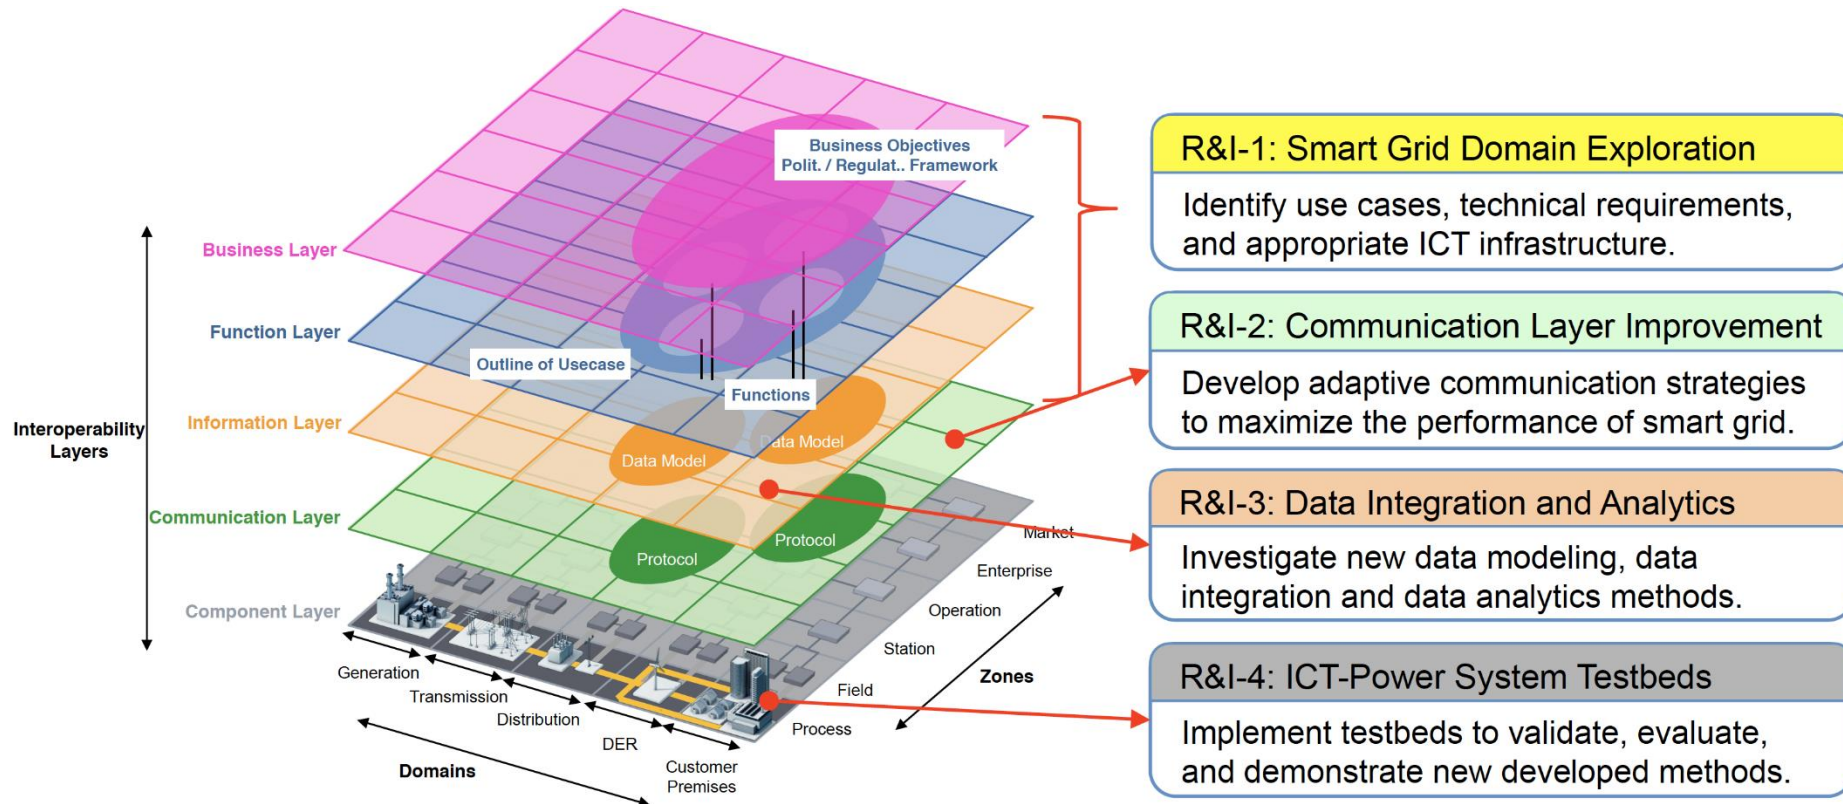 Business Objectives
Polit. / Regulat.. Framework
Business Layer
Function Layer
Outline of Usecase
Functions
Information Layer
Interoperability
Layers
Data Model
Data Model
Communication Layer
Protocol
Protocol
Component Layer
Market
Enterprise
Operation
Station
Field
Process
Zones
Generation
Transmission
Distribution
DER
Customer
Premises
Domains
R&I-1: Smart Grid Domain Exploration
Identify use cases, technical requirements,
and appropriate ICT infrastructure.
R&I-2: Communication Layer Improvement
Develop adaptive communication strategies
to maximize the performance of smart grid.
R&I-3: Data Integration and Analytics
Investigate new data modeling, data
integration and data analytics methods.
R&I-4: ICT-Power System Testbeds
Implement testbeds to validate, evaluate,
and demonstrate new developed methods.